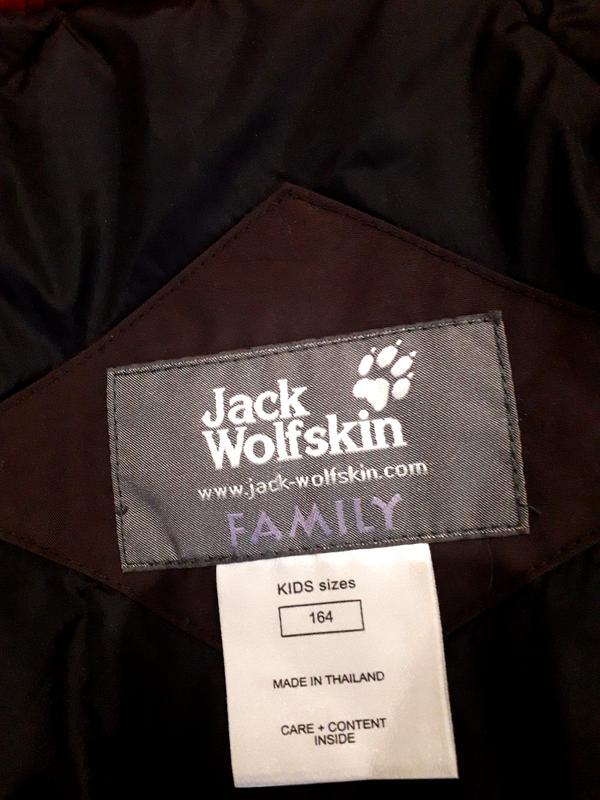 Jack
Wolfskin
www.jack-wolfskin.com
FAMILY
KIDS sizes
164
MADE IN THAILAND
CARE + CONTENT
INSIDE